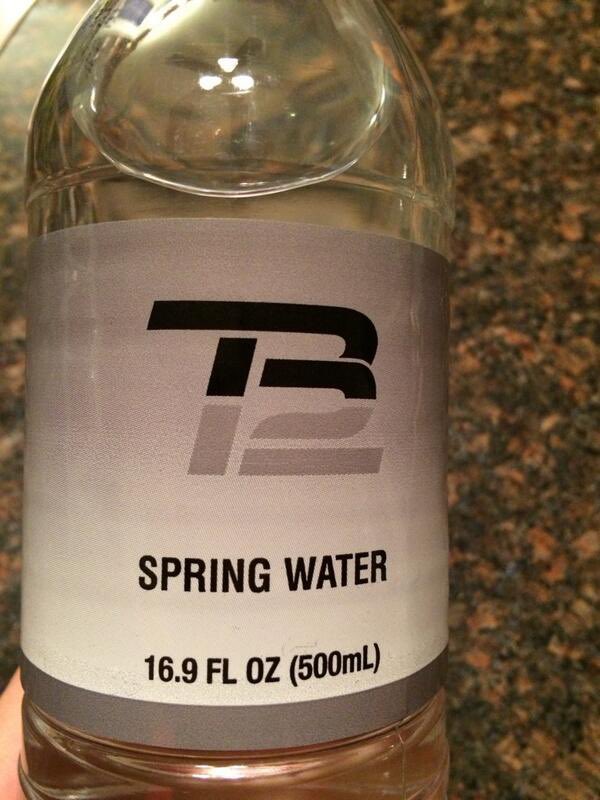 TB12
SPRING WATER
16.9 FL OZ (500mL)